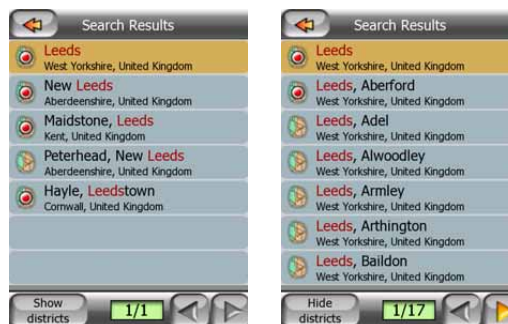 Search Results
Leeds
West Yorkshire, United Kingdom
New Leeds
Aberdeenshire, United Kingdom
Maidstone, Leeds
Kent, United Kingdom
Peterhead, New Leeds
Aberdeenshire, United Kingdom
Hayle, Leedstown
Cornwall, United Kingdom
Show
districts
1/1
Search Results
Leeds
West Yorkshire, United Kingdom
Leeds, Aberford
West Yorkshire, United Kingdom
Leeds, Adel
West Yorkshire, United Kingdom
Leeds, Alwoodley
West Yorkshire, United Kingdom
Leeds, Armley
West Yorkshire, United Kingdom
Leeds, Arthington
West Yorkshire, United Kingdom
Leeds, Baildon
West Yorkshire, United Kingdom
Hide
districts
1/17